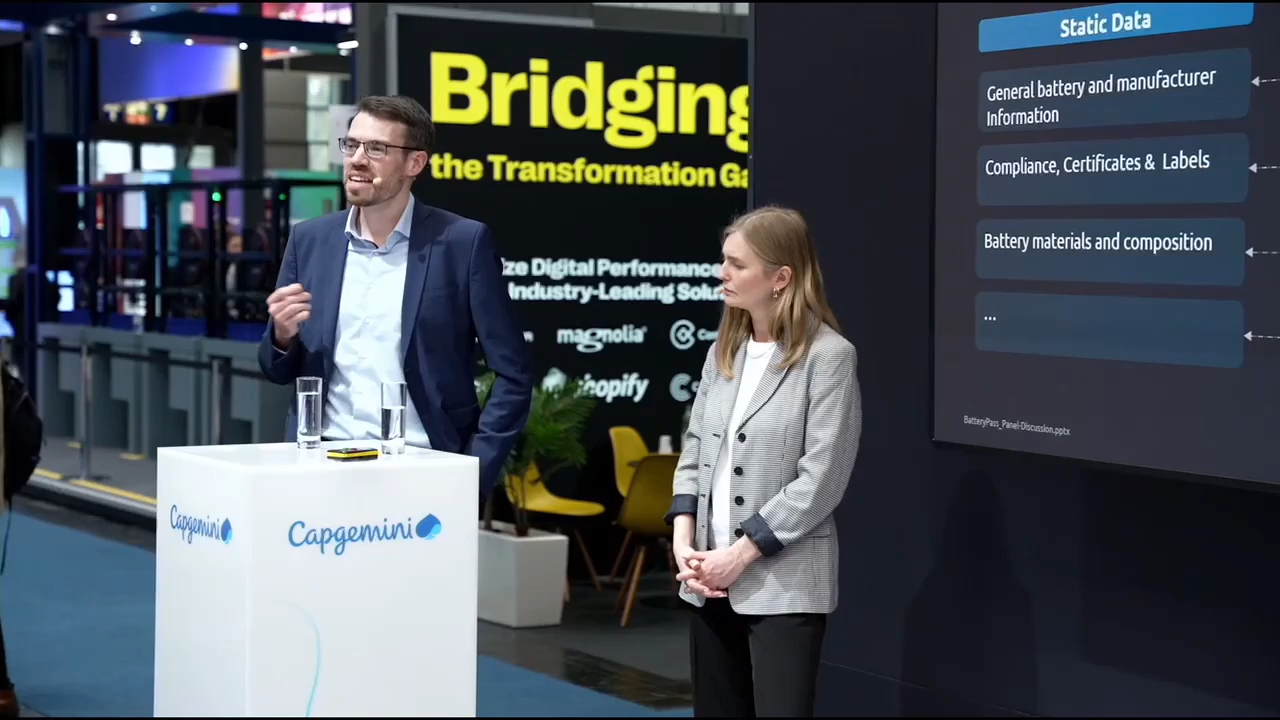 Bridging
the Transformation Ga
ize Digital Performance
Industry-Leading Solu
magnolia
shopify
Capgemini
Capgemini
Static Data
General battery and manufacturer
Information
Compliance, Certificates & Labels
Battery materials and composition
...
BatteryPass_Panel-Discussion.pptx